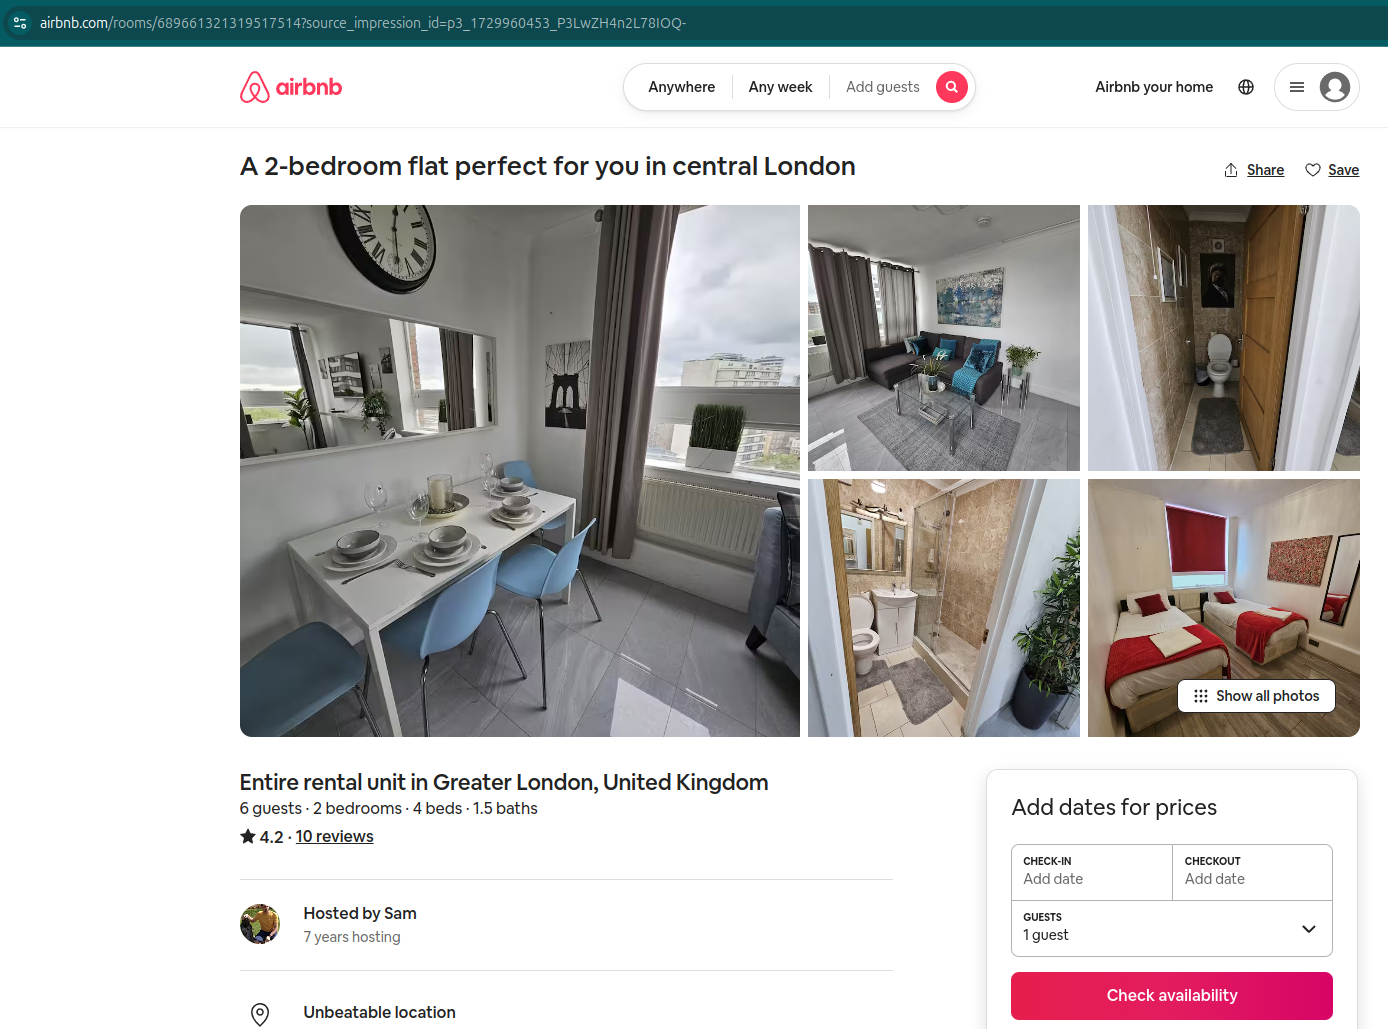 airbnb.com/rooms/689661321319517514?source_impression_id=p3_1729960453_P3LwZH4n2L78IOQ-
airbnb
Anywhere
Any week
Add guests
Airbnb your home
A 2-bedroom flat perfect for you in central London
Share
Save
Show all photos
Entire rental unit in Greater London, United Kingdom
6 guests · 2 bedrooms · 4 beds · 1.5 baths
4.2 · 10 reviews
Hosted by Sam
7 years hosting
Unbeatable location
Add dates for prices
CHECK-IN
Add date
CHECKOUT
Add date
GUESTS
1 guest
Check availability